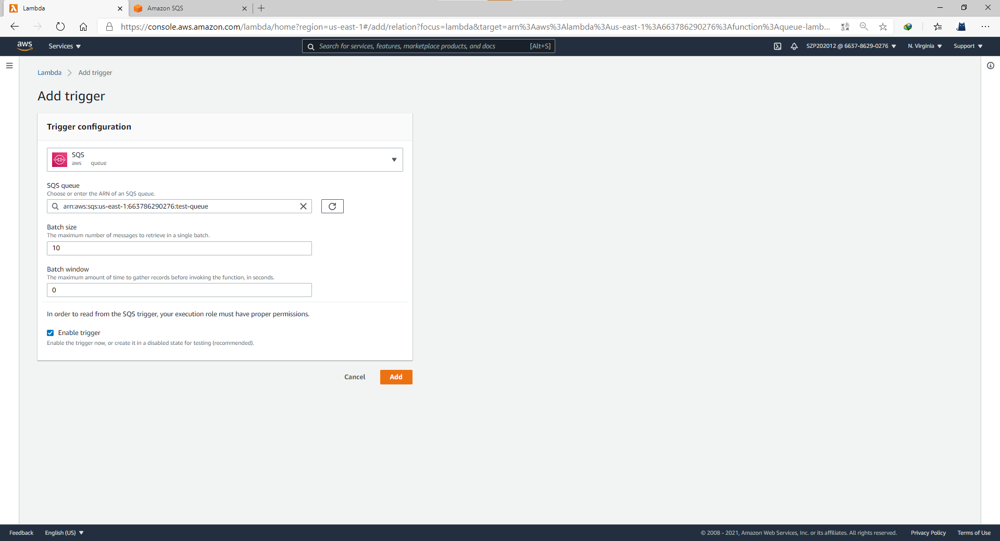 Lambda
Amazon SQS
https://console.aws.amazon.com/lambda/home?region=us-east-1#/add/relation?focus=lambda&target=arn%3Aaws%3Alambda%3Aus-east-1%3A663786290276%3Afunction%3Aqueue-lamb...
aws
Services
Search for services, features, marketplace products, and docs [Alt+S]
SZP202012 @ 6637-8629-0276
N. Virginia
Support
Lambda > Add trigger
Add trigger
Trigger configuration
SQS
aws queue
SQS queue
Choose or enter the ARN of an SQS queue.
arn:aws:sqs:us-east-1:663786290276:test-queue
Batch size
The maximum number of messages to retrieve in a single batch.
10
Batch window
The maximum amount of time to gather records before invoking the function, in seconds.
0
In order to read from the SQS trigger, your execution role must have proper permissions.
Enable trigger
Enable the trigger now, or create it in a disabled state for testing (recommended).
Cancel
Add
Feedback
English (US)
© 2008 - 2021, Amazon Web Services, Inc. or its affiliates. All rights reserved.
Privacy Policy
Terms of Use